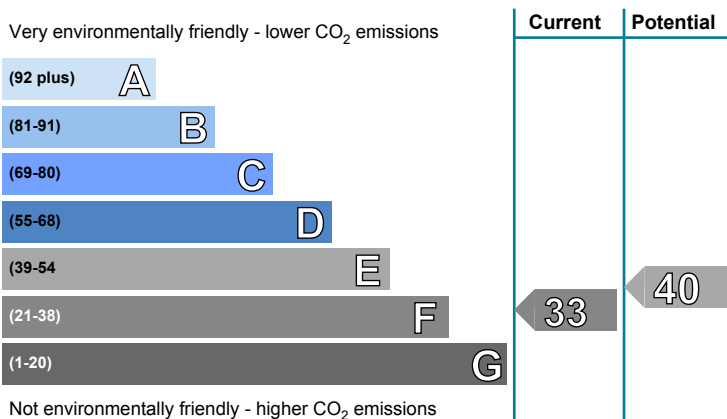 Very environmentally friendly - lower CO2 emissions
Current
Potential
(92 plus) A
(81-91) B
(69-80) C
(55-68) D
(39-54 E
(21-38) F
(1-20) G
33
40
Not environmentally friendly - higher CO2 emissions